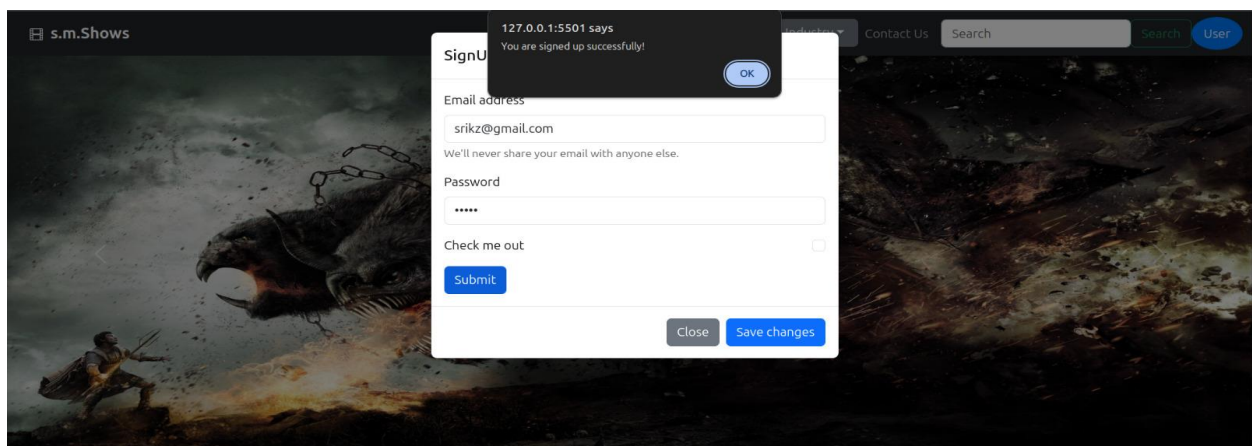 s.m.Shows
127.0.0.1:5501 says
You are signed up successfully!
OK
Contact Us
Search
Search
User
Email address
srikz@gmail.com
We'll never share your email with anyone else.
Password
•••••
Check me out
Submit
Close
Save changes